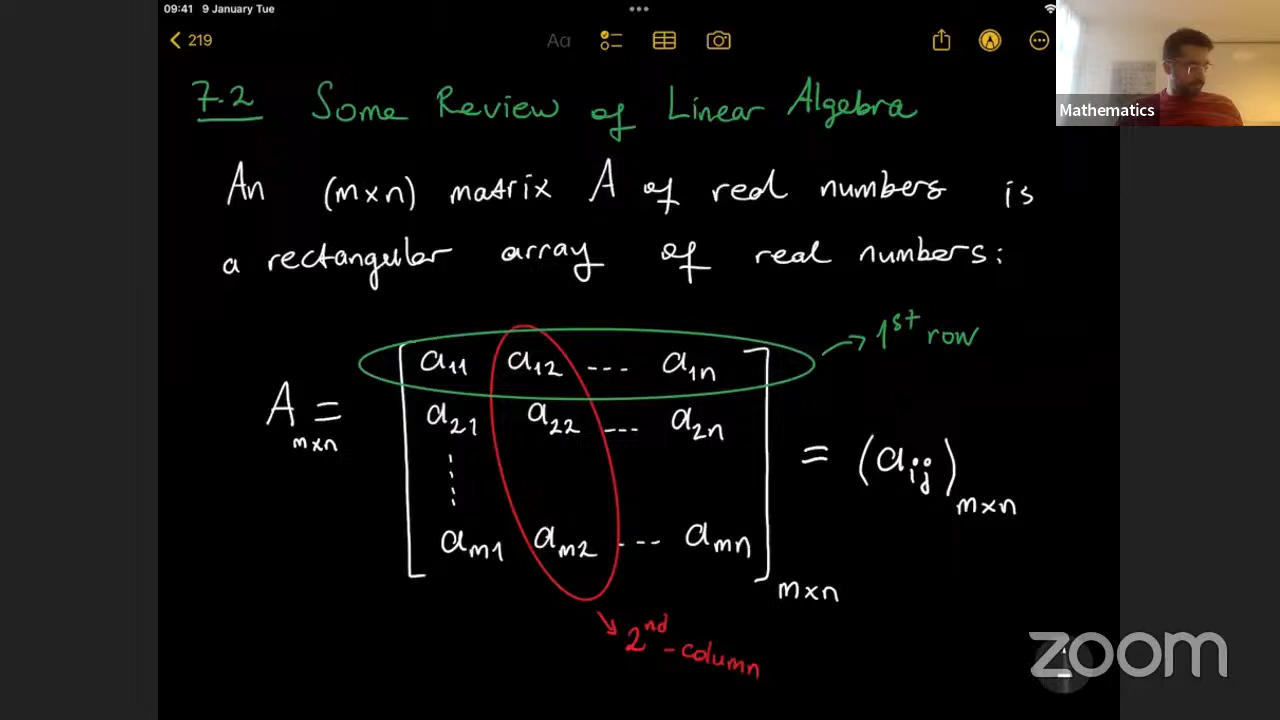 09:41 9 January Tue
219
Aa
Mathematics
7.2 Some Review of Linear Algebra
An (m×n) matrix A of real numbers is
a rectangular array of real numbers:
1st row
a11 a12 --- a1n
a21 a22 --- a2n
A m×n =
= (aij) m×n
am1 am2 --- amn
m×n
2nd-column
zoom